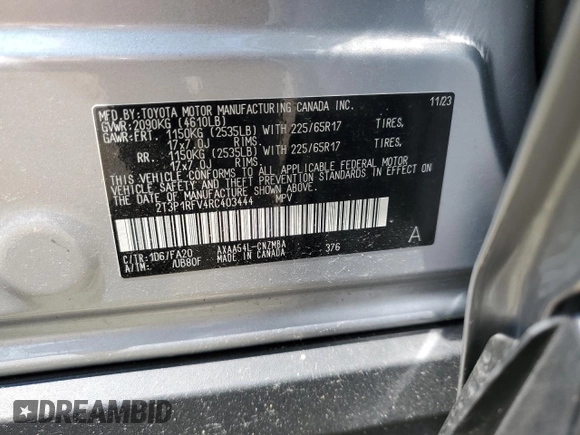 MFD.BY:TOYOTA MOTOR MANUFACTURING CANADA INC. 11/23
GVWR: 2090KG (4610LB)
GAWR:FRT. 1150KG (2535LB) WITH 225/65R17 TIRES,
17x7.0J RIMS
RR. 1150KG (2535LB) WITH 225/65R17 TIRES,
17x7.0J RIMS
THIS VEHICLE CONFORMS TO ALL APPLICABLE FEDERAL MOTOR
VEHICLE SAFETY STANDARDS IN EFFECT
ON THE DATE OF MANUFACTURE SHOWN ABOVE.
2T3P1RFV4RC403444 MPV
C/TR:1D6/FA20 AXAA54L-CNZMBA 376 A
A/TM: /UB80F MADE IN CANADA
DREAMBID